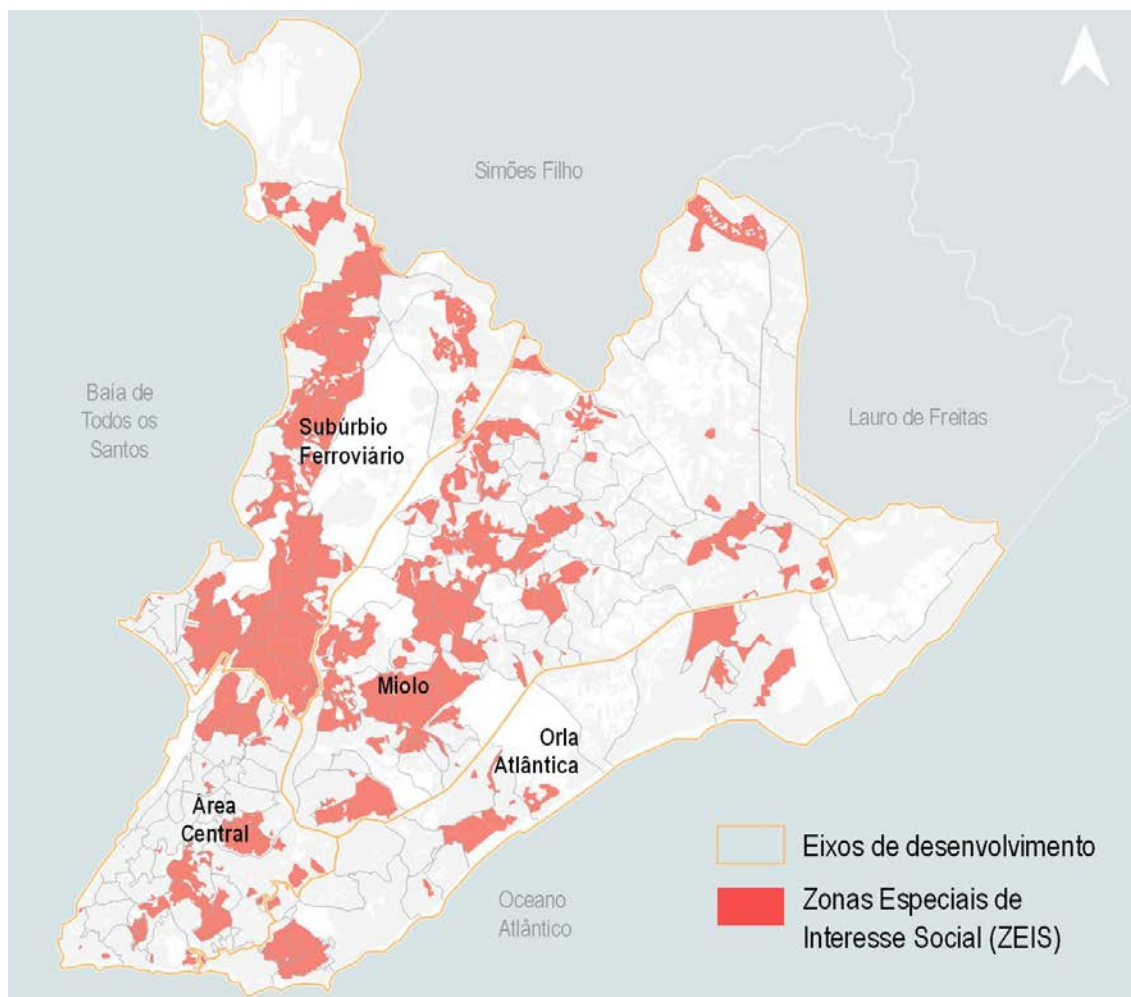 Simões Filho
Baía de
Todos os
Santos
Lauro de Freitas
Subúrbio
Ferroviário
Miolo
Orla
Atlântica
Área
Central
Oceano
Atlântico
Eixos de desenvolvimento
Zonas Especiais de
Interesse Social (ZEIS)